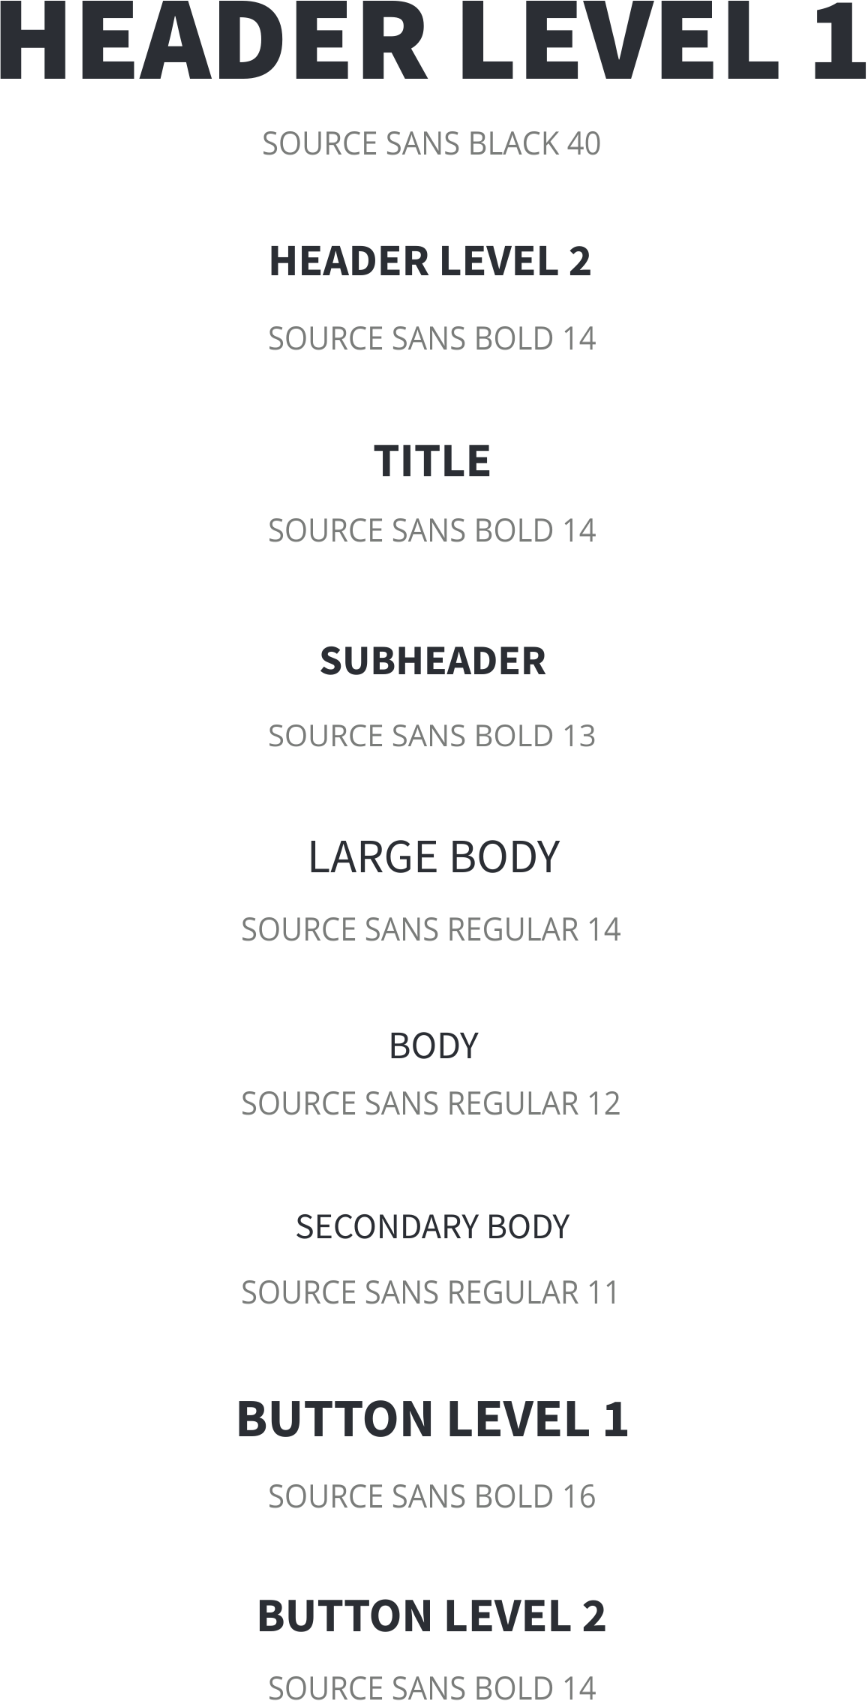 HEADER LEVEL 1
SOURCE SANS BLACK 40
HEADER LEVEL 2
SOURCE SANS BOLD 14
TITLE
SOURCE SANS BOLD 14
SUBHEADER
SOURCE SANS BOLD 13
LARGE BODY
SOURCE SANS REGULAR 14
BODY
SOURCE SANS REGULAR 12
SECONDARY BODY
SOURCE SANS REGULAR 11
BUTTON LEVEL 1
SOURCE SANS BOLD 16
BUTTON LEVEL 2
SOURCE SANS BOLD 14